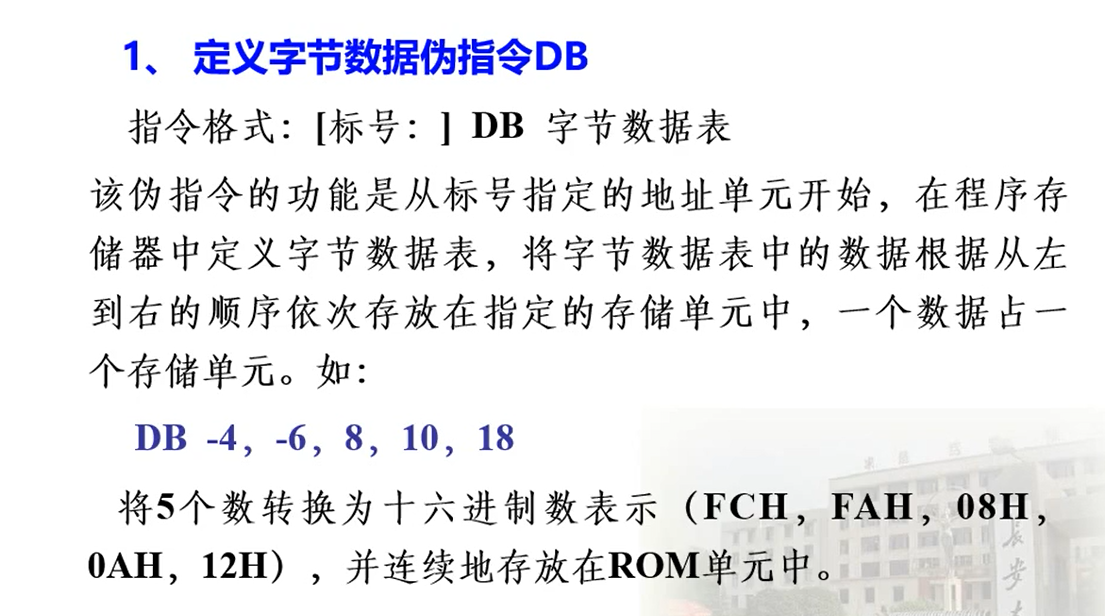 1、 定义字节数据伪指令DB
指令格式：[标号：] DB 字节数据表
该伪指令的功能是从标号指定的地址单元开始，在程序存
储器中定义字节数据表，将字节数据表中的数据根据从左
到右的顺序依次存放在指定的存储单元中，一个数据占一
个存储单元。如：
DB -4，-6，8，10，18
将5个数转换为十六进制数表示（FCH，FAH，08H，
0AH，12H），并连续地存放在ROM单元中。
长安